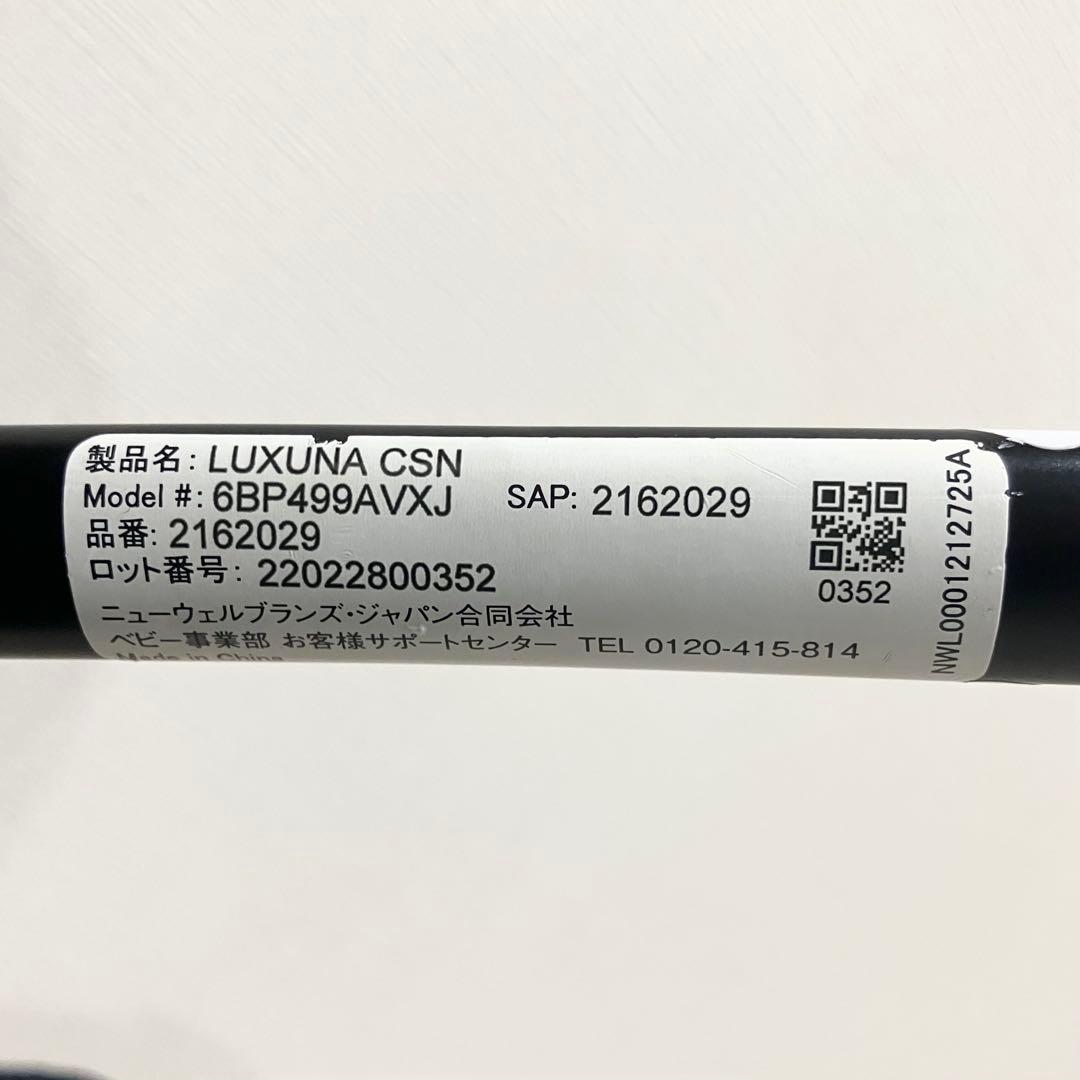 製品名: LUXUNA CSN
Model #: 6BP499AVXJ SAP: 2162029
品番: 2162029
ロット番号: 22022800352
ニューウェルブランズ・ジャパン合同会社
ベビー事業部 お客様サポートセンター TEL 0120-415-814
Made in China
0352
NWL00012127725A